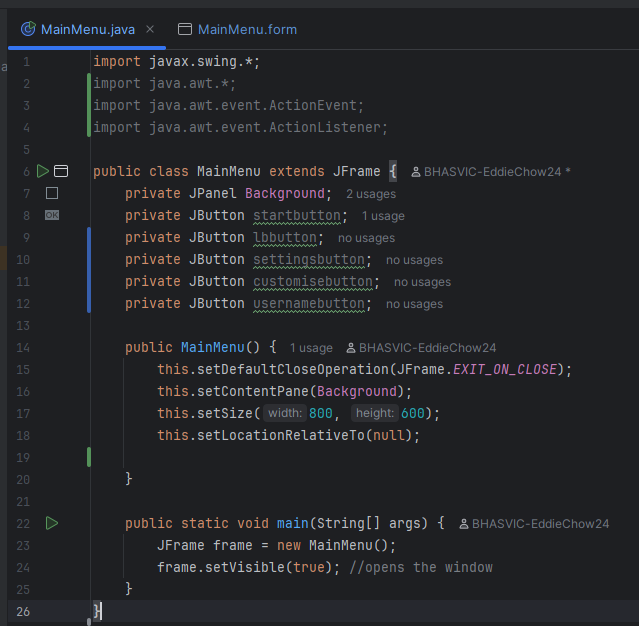 MainMenu.java × MainMenu.form
1 import javax.swing.*;
2 import java.awt.*;
3 import java.awt.event.ActionEvent;
4 import java.awt.event.ActionListener;
5
6 public class MainMenu extends JFrame { BHASVIC-EddieChow24 *
7 private JPanel Background; 2 usages
8 OK private JButton startbutton; 1 usage
9 private JButton lbbutton; no usages
10 private JButton settingsbutton; no usages
11 private JButton customisebutton; no usages
12 private JButton usernamebutton; no usages
13
14 public MainMenu() { 1 usage BHASVIC-EddieChow24
15 this.setDefaultCloseOperation(JFrame.EXIT_ON_CLOSE);
16 this.setContentPane(Background);
17 this.setSize( width: 800, height: 600);
18 this.setLocationRelativeTo(null);
19
20 }
21
22 public static void main(String[] args) { BHASVIC-EddieChow24
23 JFrame frame = new MainMenu();
24 frame.setVisible(true); //opens the window
25 }
26 }